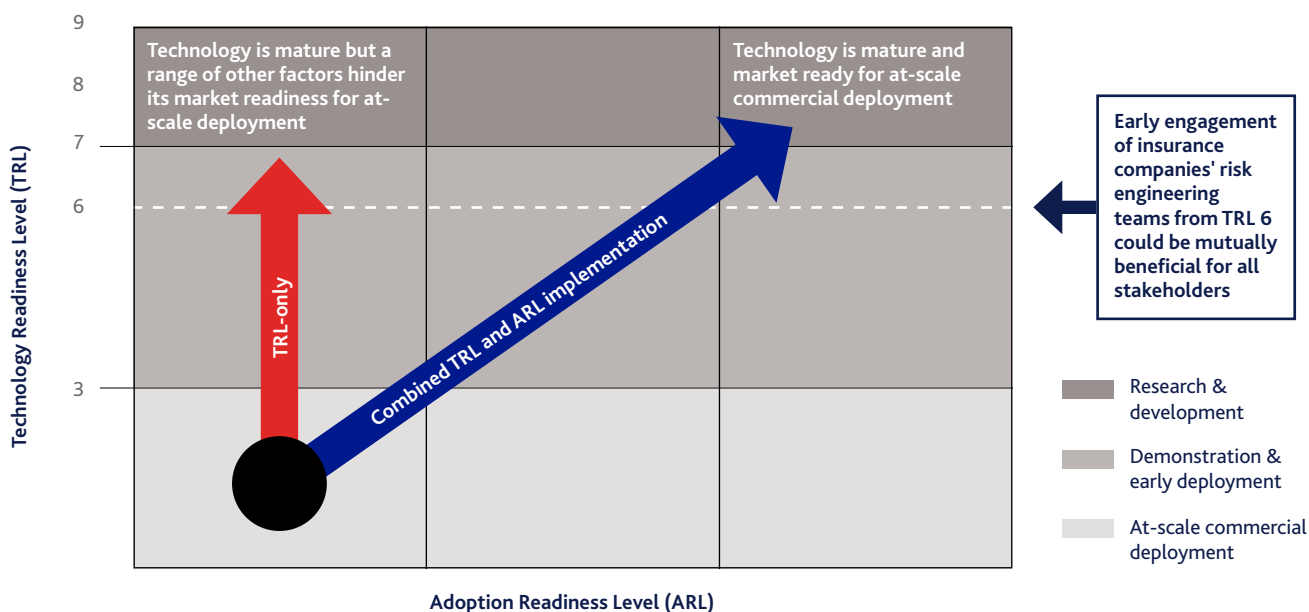 9
8
7
6
3
Technology Readiness Level (TRL)
Technology is mature but a
range of other factors hinder
its market readiness for at-
scale deployment
Technology is mature and
market ready for at-scale
commercial deployment
TRL-only
Combined TRL and ARL implementation
Early engagement
of insurance
companies' risk
engineering
teams from TRL 6
could be mutually
beneficial for all
stakeholders
Research &
development
Demonstration &
early deployment
At-scale commercial
deployment
Adoption Readiness Level (ARL)